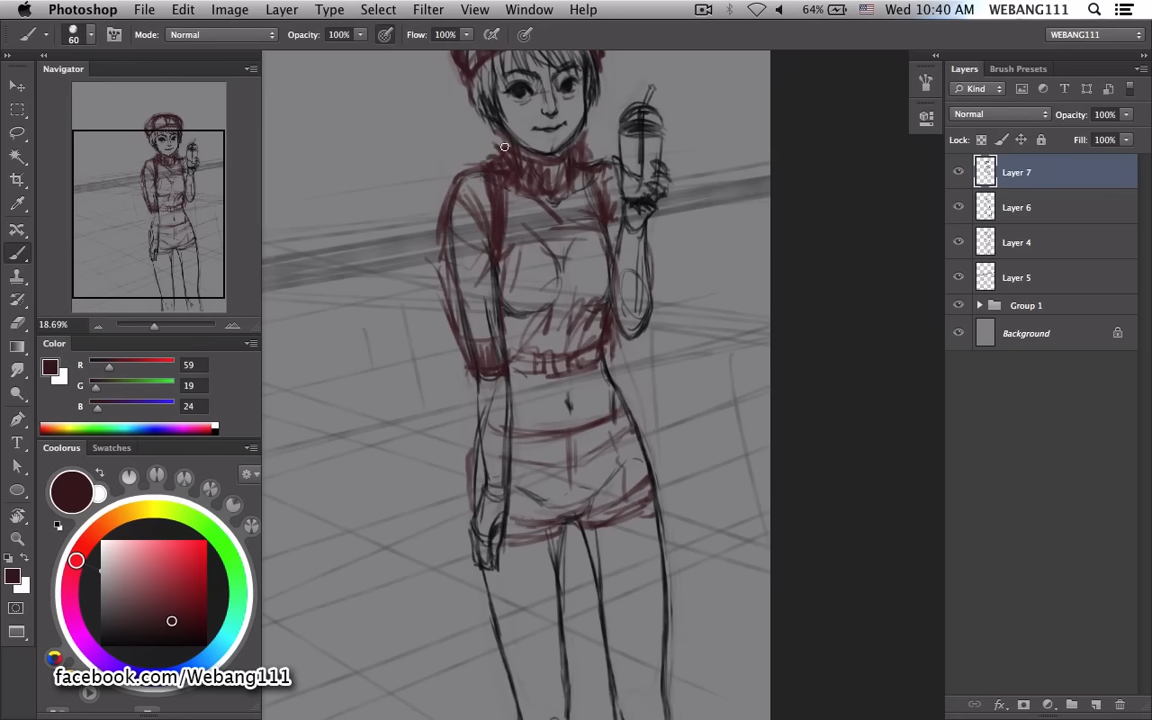 Photoshop File Edit Image Layer Type Select Filter View Window Help 64% Wed 10:40 AM WEBANG111
60 Mode: Normal Opacity: 100% Flow: 100% WEBANG111
Navigator
18.69%
Color
R 59
G 19
B 24
Colorus Swatches
facebook.com/Webang111
Layers Brush Presets
Kind
Normal Opacity: 100%
Lock: Fill: 100%
Layer 7
Layer 6
Layer 4
Layer 5
Group 1
Background